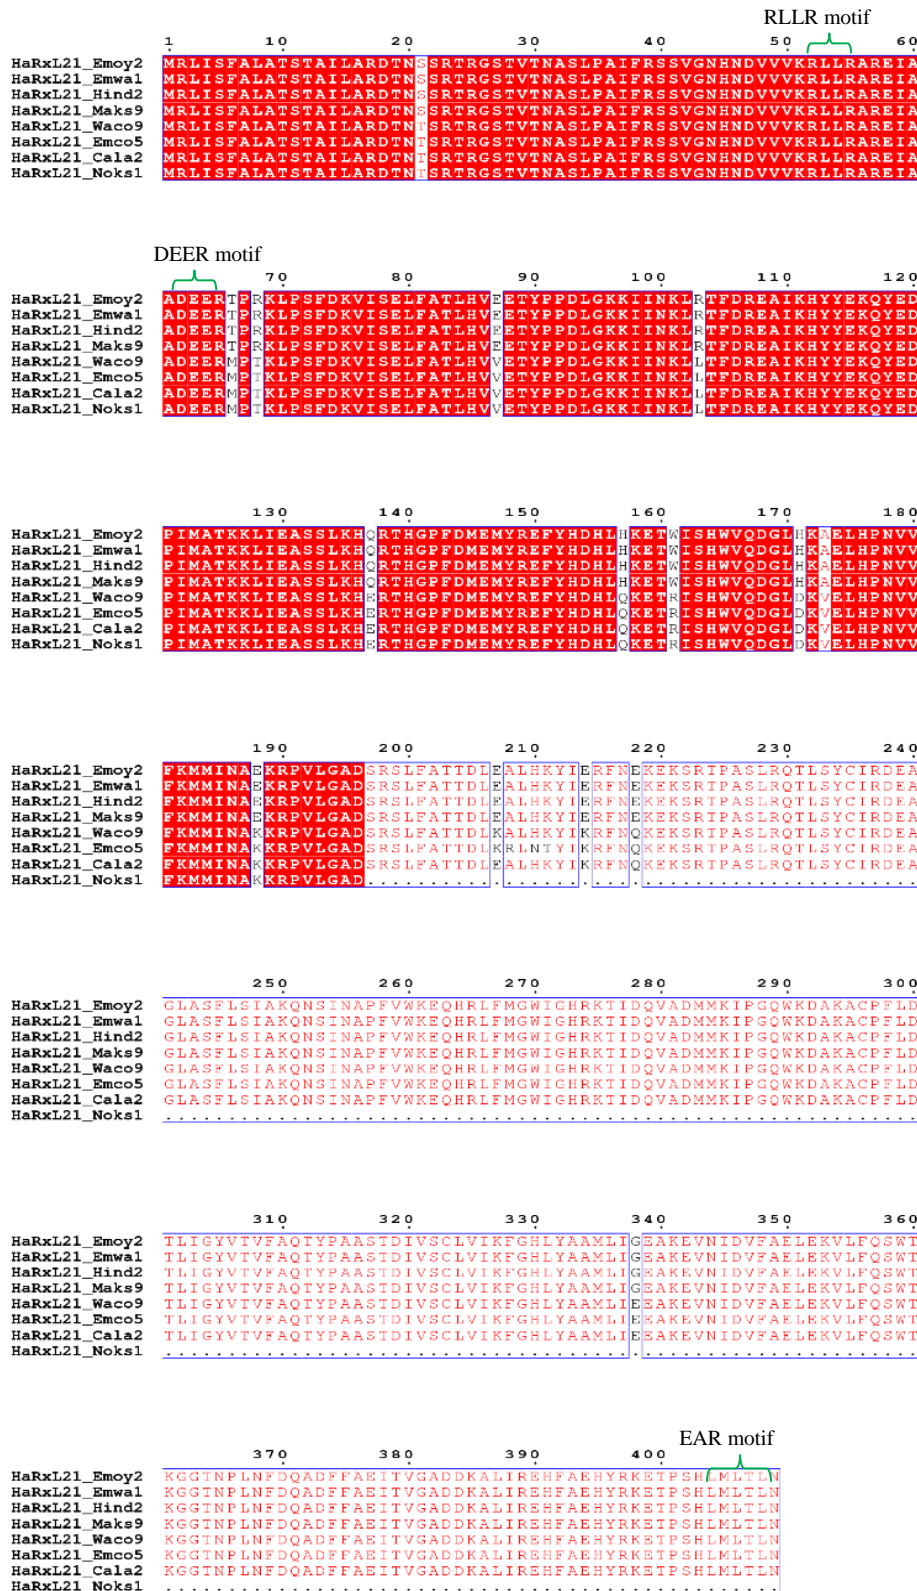 RLLR motif
1 10 20 30 40 50 60
HaRxL21_Emoy2 MRLISFALATSTAILARDTNSSRTRGSTVTNASLPAIFRSSVGNHNDVVVKRLLRAREIA
HaRxL21_Emwa1 MRLISFALATSTAILARDTNSSRTRGSTVTNASLPAIFRSSVGNHNDVVVKRLLRAREIA
HaRxL21_Hind2 MRLISFALATSTAILARDTNSSRTRGSTVTNASLPAIFRSSVGNHNDVVVKRLLRAREIA
HaRxL21_Maks9 MRLISFALATSTAILARDTNSSRTRGSTVTNASLPAIFRSSVGNHNDVVVKRLLRAREIA
HaRxL21_Waco9 MRLISFALATSTAILARDTNTSRTRGSTVTNASLPAIFRSSVGNHNDVVVKRLLRAREIA
HaRxL21_Emco5 MRLISFALATSTAILARDTNTSRTRGSTVTNASLPAIFRSSVGNHNDVVVKRLLRAREIA
HaRxL21_Cala2 MRLISFALATSTAILARDTNTSRTRGSTVTNASLPAIFRSSVGNHNDVVVKRLLRAREIA
HaRxL21_Noks1 MRLISFALATSTAILARDTNTSRTRGSTVTNASLPAIFRSSVGNHNDVVVKRLLRAREIA
DEER motif
70 80 90 100 110 120
HaRxL21_Emoy2 ADEERTPRKLPSFDKVISELFATLHVEETYPPDLGKKIINKLRTFDREAIKHYYEKQYED
HaRxL21_Emwa1 ADEERTPRKLPSFDKVISELFATLHVEETYPPDLGKKIINKLRTFDREAIKHYYEKQYED
HaRxL21_Hind2 ADEERTPRKLPSFDKVISELFATLHVEETYPPDLGKKIINKLRTFDREAIKHYYEKQYED
HaRxL21_Maks9 ADEERTPRKLPSFDKVISELFATLHVEETYPPDLGKKIINKLRTFDREAIKHYYEKQYED
HaRxL21_Waco9 ADEERMPTKLPSFDKVISELFATLHVVETYPPDLGKKIINKLLTFDREAIKHYYEKQYED
HaRxL21_Emco5 ADEERMPTKLPSFDKVISELFATLHVVETYPPDLGKKIINKLLTFDREAIKHYYEKQYED
HaRxL21_Cala2 ADEERMPTKLPSFDKVISELFATLHVVETYPPDLGKKIINKLLTFDREAIKHYYEKQYED
HaRxL21_Noks1 ADEERMPTKLPSFDKVISELFATLHVVETYPPDLGKKIINKLLTFDREAIKHYYEKQYED
130 140 150 160 170 180
HaRxL21_Emoy2 PIMATKKLIEASSLKHQRTHGPFDMEMYREFYHDHLHKETWISHWVQDGLHKAELHPNVV
HaRxL21_Emwa1 PIMATKKLIEASSLKHQRTHGPFDMEMYREFYHDHLHKETWISHWVQDGLHKAELHPNVV
HaRxL21_Hind2 PIMATKKLIEASSLKHQRTHGPFDMEMYREFYHDHLHKETWISHWVQDGLHKAELHPNVV
HaRxL21_Maks9 PIMATKKLIEASSLKHQRTHGPFDMEMYREFYHDHLHKETWISHWVQDGLHKAELHPNVV
HaRxL21_Waco9 PIMATKKLIEASSLKHERTHGPFDMEMYREFYHDHLQKETRISHWVQDGLDKVELHPNVV
HaRxL21_Emco5 PIMATKKLIEASSLKHERTHGPFDMEMYREFYHDHLQKETRISHWVQDGLDKVELHPNVV
HaRxL21_Cala2 PIMATKKLIEASSLKHERTHGPFDMEMYREFYHDHLQKETRISHWVQDGLDKVELHPNVV
HaRxL21_Noks1 PIMATKKLIEASSLKHERTHGPFDMEMYREFYHDHLQKETRISHWVQDGLDKVELHPNVV
190 200 210 220 230 240
HaRxL21_Emoy2 FKMMINAEKRPVLGADSRSLFATTDLEALHKYIERFNEKEKSRTPASLRQTLSYCIRDEA
HaRxL21_Emwa1 FKMMINAEKRPVLGADSRSLFATTDLEALHKYIERFNEKEKSRTPASLRQTLSYCIRDEA
HaRxL21_Hind2 FKMMINAEKRPVLGADSRSLFATTDLEALHKYIERFNEKEKSRTPASLRQTLSYCIRDEA
HaRxL21_Maks9 FKMMINAEKRPVLGADSRSLFATTDLEALHKYIERFNEKEKSRTPASLRQTLSYCIRDEA
HaRxL21_Waco9 FKMMINAKKRPVLGADSRSLFATTDLKALHKYIKRFNQKEKSRTPASLRQTLSYCIRDEA
HaRxL21_Emco5 FKMMINAKKRPVLGADSRSLFATTDLKRLNTYIKRFNQKEKSRTPASLRQTLSYCIRDEA
HaRxL21_Cala2 FKMMINAKKRPVLGADSRSLFATTDLEALHKYIKRFNQKEKSRTPASLRQTLSYCIRDEA
HaRxL21_Noks1 FKMMINAKKRPVLGAD............................................
250 260 270 280 290 300
HaRxL21_Emoy2 GLASFLSIAKQNSINAPFVWKEQHRLFMGWIGHRKTIDQVADMMKIPGQWKDAKACPFLD
HaRxL21_Emwa1 GLASFLSIAKQNSINAPFVWKEQHRLFMGWIGHRKTIDQVADMMKIPGQWKDAKACPFLD
HaRxL21_Hind2 GLASFLSIAKQNSINAPFVWKEQHRLFMGWIGHRKTIDQVADMMKIPGQWKDAKACPFLD
HaRxL21_Maks9 GLASFLSIAKQNSINAPFVWKEQHRLFMGWIGHRKTIDQVADMMKIPGQWKDAKACPFLD
HaRxL21_Waco9 GLASFLSIAKQNSINAPFVWKEQHRLFMGWIGHRKTIDQVADMMKIPGQWKDAKACPFLD
HaRxL21_Emco5 GLASFLSIAKQNSINAPFVWKEQHRLFMGWIGHRKTIDQVADMMKIPGQWKDAKACPFLD
HaRxL21_Cala2 GLASFLSIAKQNSINAPFVWKEQHRLFMGWIGHRKTIDQVADMMKIPGQWKDAKACPFLD
HaRxL21_Noks1 ............................................................
310 320 330 340 350 360
HaRxL21_Emoy2 TLIGYVTVFAQTYPAASTDIVSCLVIKFGHLYAAMLIGEAKEVNIDVFAELEKVLFQSWT
HaRxL21_Emwa1 TLIGYVTVFAQTYPAASTDIVSCLVIKFGHLYAAMLIGEAKEVNIDVFAELEKVLFQSWT
HaRxL21_Hind2 TLIGYVTVFAQTYPAASTDIVSCLVIKFGHLYAAMLIGEAKEVNIDVFAELEKVLFQSWT
HaRxL21_Maks9 TLIGYVTVFAQTYPAASTDIVSCLVIKFGHLYAAMLIGEAKEVNIDVFAELEKVLFQSWT
HaRxL21_Waco9 TLIGYVTVFAQTYPAASTDIVSCLVIKFGHLYAAMLIEEAKEVNIDVFAELEKVLFQSWT
HaRxL21_Emco5 TLIGYVTVFAQTYPAASTDIVSCLVIKFGHLYAAMLIEEAKEVNIDVFAELEKVLFQSWT
HaRxL21_Cala2 TLIGYVTVFAQTYPAASTDIVSCLVIKFGHLYAAMLIEEAKEVNIDVFAELEKVLFQSWT
HaRxL21_Noks1 ............................................................
EAR motif
370 380 390 400
HaRxL21_Emoy2 KGGTNPLNFDQADFFAEITVGADDKALIREHFAEHYRKETPSHLMLTLN
HaRxL21_Emwa1 KGGTNPLNFDQADFFAEITVGADDKALIREHFAEHYRKETPSHLMLTLN
HaRxL21_Hind2 KGGTNPLNFDQADFFAEITVGADDKALIREHFAEHYRKETPSHLMLTLN
HaRxL21_Maks9 KGGTNPLNFDQADFFAEITVGADDKALIREHFAEHYRKETPSHLMLTLN
HaRxL21_Waco9 KGGTNPLNFDQADFFAEITVGADDKALIREHFAEHYRKETPSHLMLTLN
HaRxL21_Emco5 KGGTNPLNFDQADFFAEITVGADDKALIREHFAEHYRKETPSHLMLTLN
HaRxL21_Cala2 KGGTNPLNFDQADFFAEITVGADDKALIREHFAEHYRKETPSHLMLTLN
HaRxL21_Noks1 .................................................